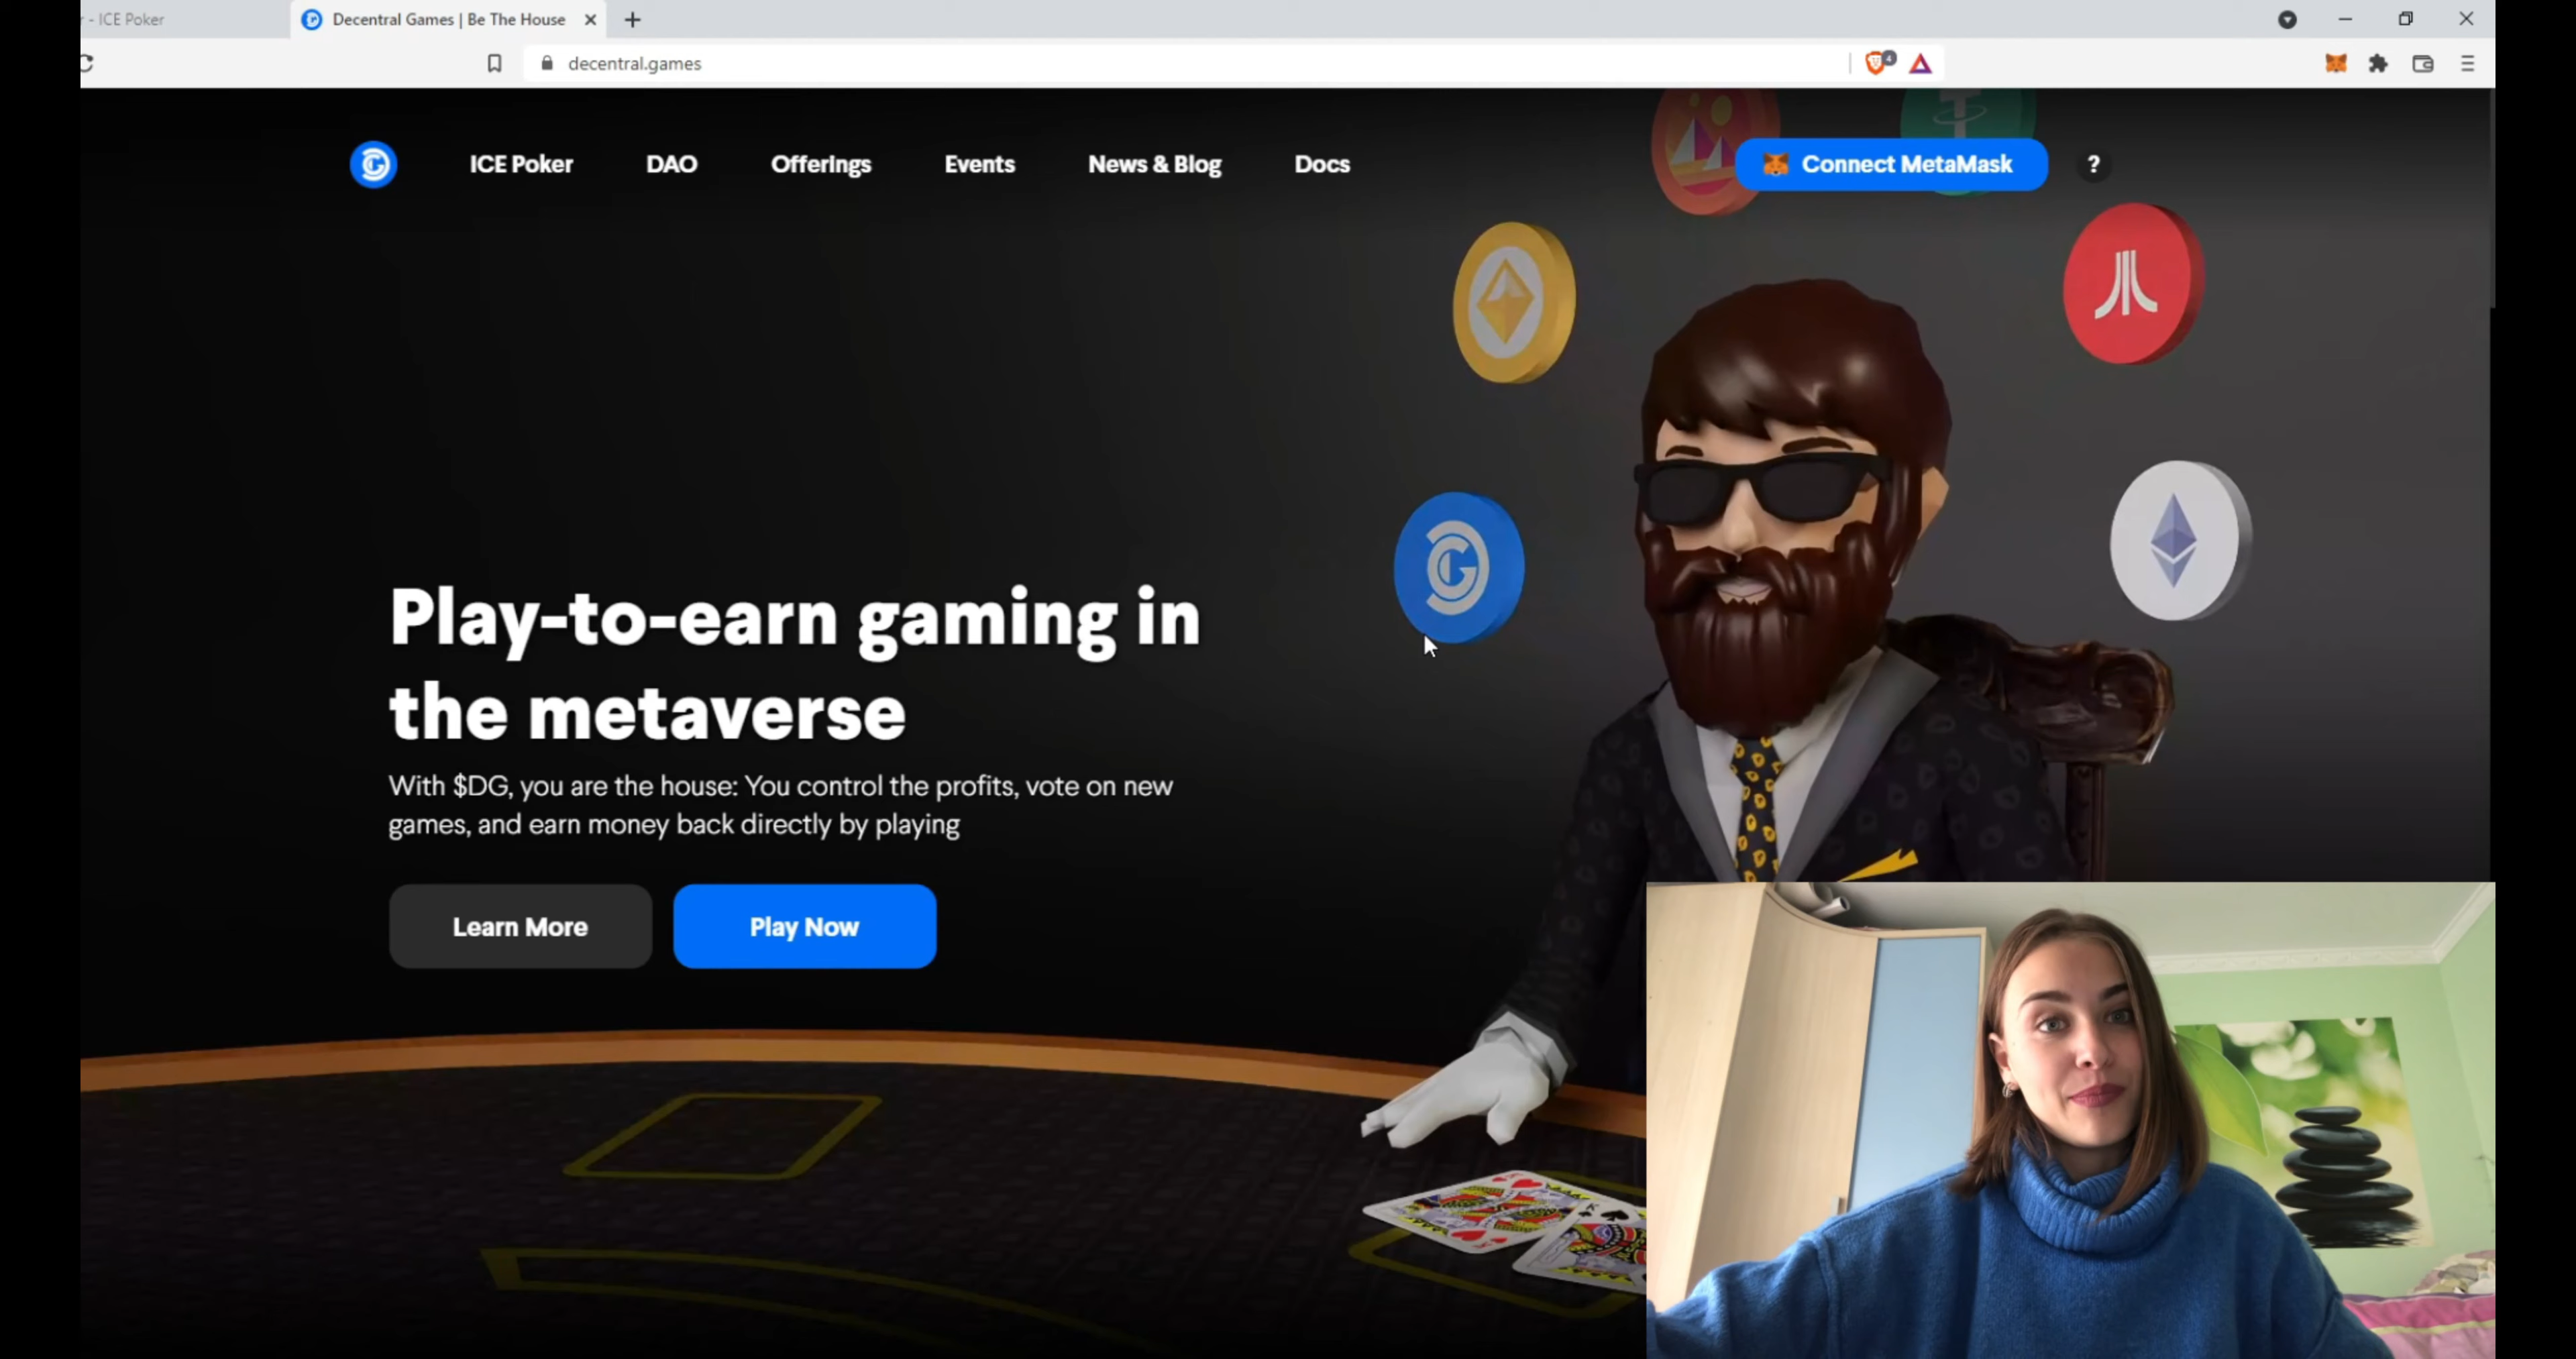 - ICE Poker
Decentral Games | Be The House
decentral.games
4
ICE Poker
DAO
Offerings
Events
News & Blog
Docs
Connect MetaMask
?
Play-to-earn gaming in
the metaverse
With $DG, you are the house: You control the profits, vote on new
games, and earn money back directly by playing
Learn More
Play Now